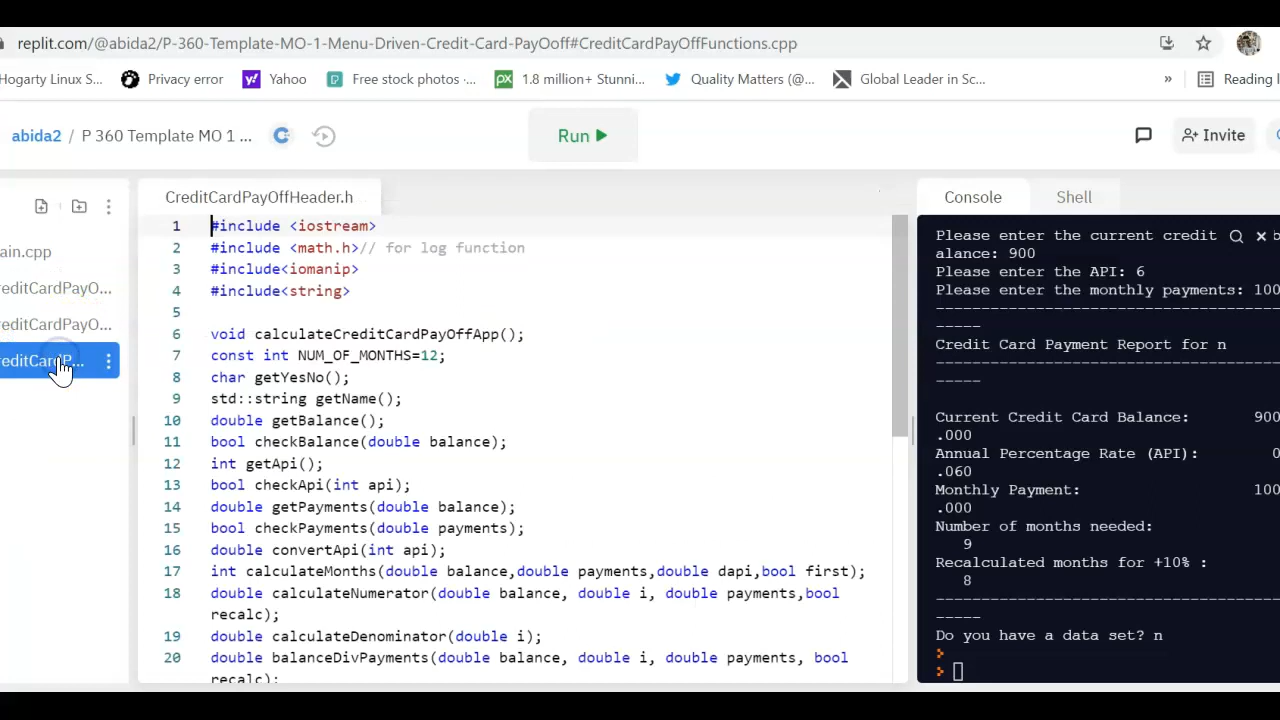 replit.com/@abida2/P-360-Template-MO-1-Menu-Driven-Credit-Card-PayOoff#CreditCardPayOffFunctions.cpp
Hogarty Linux S... Privacy error Yahoo Free stock photos -... 1.8 million+ Stunni... Quality Matters (@... Global Leader in Sc... » Reading l
abida2 / P 360 Template MO 1 ... Run Invite
CreditCardPayOffHeader.h
ain.cpp
reditCardPayO...
reditCardPayO...
reditCardP...
1 #include <iostream>
2 #include <math.h>// for log function
3 #include<iomanip>
4 #include<string>
5
6 void calculateCreditCardPayOffApp();
7 const int NUM_OF_MONTHS=12;
8 char getYesNo();
9 std::string getName();
10 double getBalance();
11 bool checkBalance(double balance);
12 int getApi();
13 bool checkApi(int api);
14 double getPayments(double balance);
15 bool checkPayments(double payments);
16 double convertApi(int api);
17 int calculateMonths(double balance,double payments,double dapi,bool first);
18 double calculateNumerator(double balance, double i, double payments,bool
recalc);
19 double calculateDenominator(double i);
20 double balanceDivPayments(double balance, double i, double payments, bool
recalc);
Console Shell
Please enter the current credit b
alance: 900
Please enter the API: 6
Please enter the monthly payments: 100
----------------------------------------
-----
Credit Card Payment Report for n
----------------------------------------
-----
Current Credit Card Balance: 900
.000
Annual Percentage Rate (API): 0
.060
Monthly Payment: 100
.000
Number of months needed:
9
Recalculated months for +10% :
8
----------------------------------------
-----
Do you have a data set? n
>
>